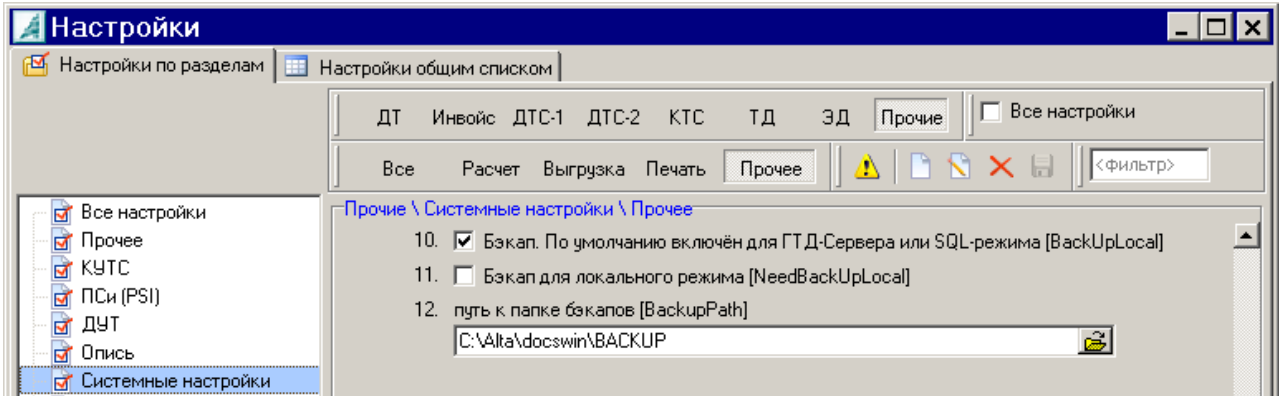 Настройки
Настройки по разделам Настройки общим списком
ДТ Инвойс ДТС-1 ДТС-2 КТС ТД ЭД Прочие Все настройки
Все Расчет Выгрузка Печать Прочее <фильтр>
Все настройки
Прочее
КУТС
ПСи (PSI)
ДУТ
Опись
Системные настройки
Прочие \ Системные настройки \ Прочее
10. Бэкап. По умолчанию включён для ГТД-Сервера или SQL-режима [BackUpLocal]
11. Бэкап для локального режима [NeedBackUpLocal]
12. путь к папке бэкапов [BackupPath]
C:\Alta\docswin\BACKUP